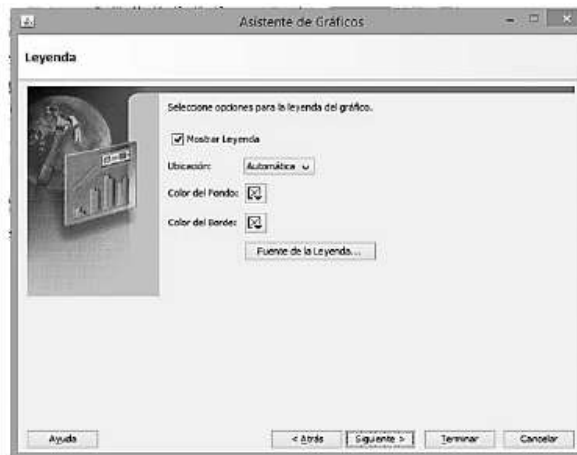 Asistente de Gráficos
Leyenda
Seleccione opciones para la leyenda del gráfico.
Mostrar Leyenda
Ubicación: Automática
Color del Fondo:
Color del Borde:
Fuente de la Leyenda...
Ayuda < Atrás Siguiente > Terminar Cancelar